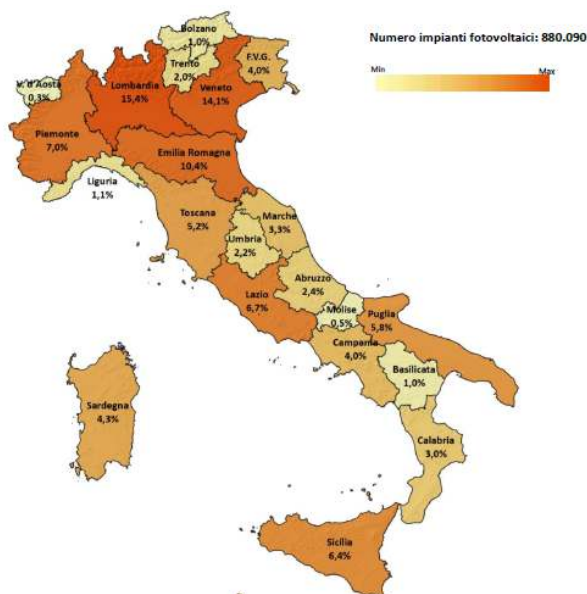 Numero impianti fotovoltaici: 880.090
Min
Max
Bolzano
1,0%
Trento
2,0%
F.V.G.
4,0%
V. d'Aosta
0,3%
Lombardia
15,4%
Veneto
14,1%
Piemonte
7,0%
Emilia Romagna
10,4%
Liguria
1,1%
Toscana
5,2%
Marche
3,3%
Umbria
2,2%
Abruzzo
2,4%
Lazio
6,7%
Molise
0,5%
Puglia
5,8%
Campania
4,0%
Basilicata
1,0%
Sardegna
4,3%
Calabria
3,0%
Sicilia
6,4%